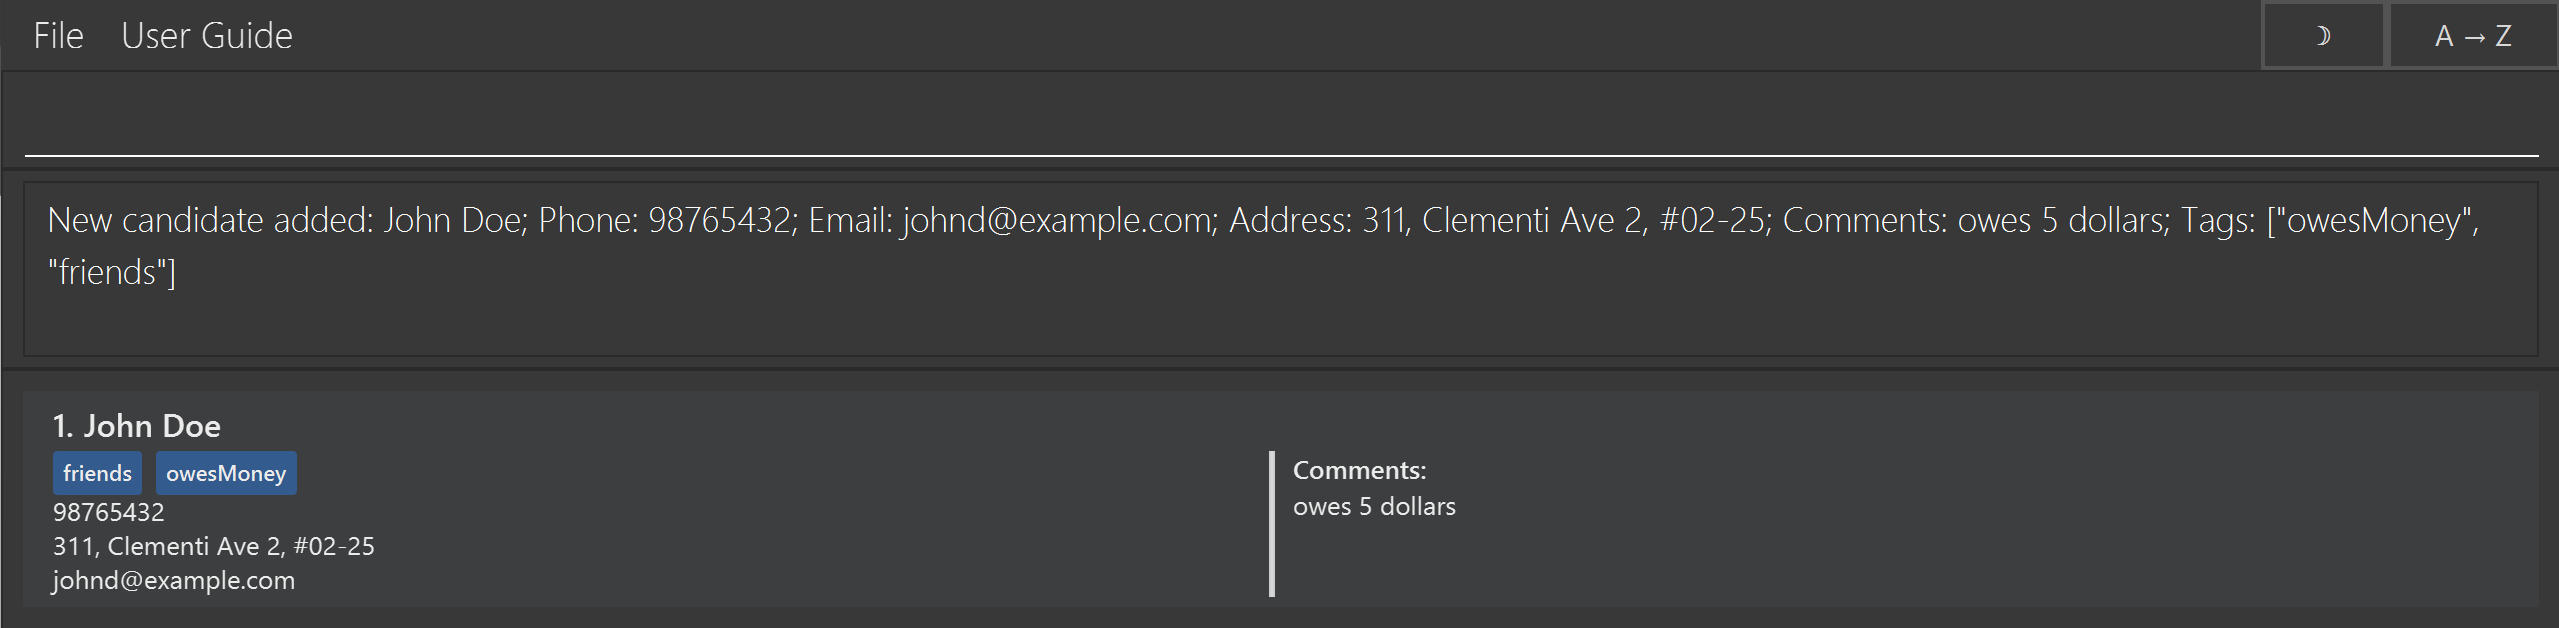 File User Guide ☽ A → Z
New candidate added: John Doe; Phone: 98765432; Email: johnd@example.com; Address: 311, Clementi Ave 2, #02-25; Comments: owes 5 dollars; Tags: ["owesMoney",
"friends"]
1. John Doe
friends owesMoney
98765432
311, Clementi Ave 2, #02-25
johnd@example.com
Comments:
owes 5 dollars